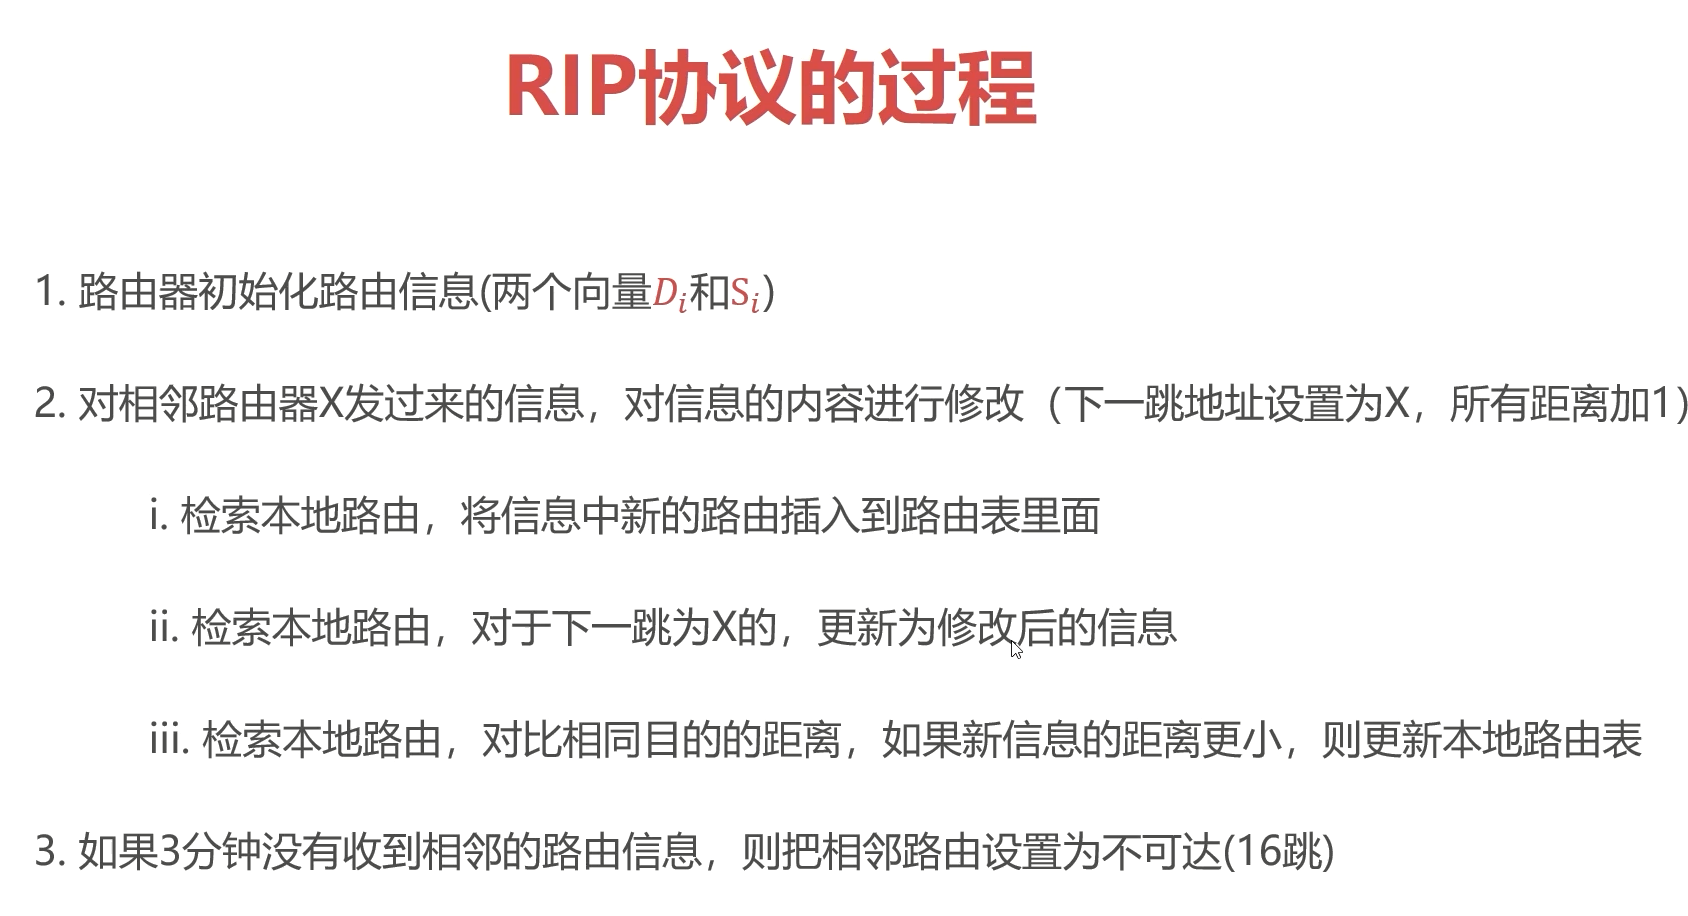 RIP协议的过程
1. 路由器初始化路由信息(两个向量Dᵢ和Sᵢ)
2. 对相邻路由器X发过来的信息，对信息的内容进行修改（下一跳地址设置为X，所有距离加1）
i. 检索本地路由，将信息中新的路由插入到路由表里面
ii. 检索本地路由，对于下一跳为X的，更新为修改后的信息
iii. 检索本地路由，对比相同目的的距离，如果新信息的距离更小，则更新本地路由表
3. 如果3分钟没有收到相邻的路由信息，则把相邻路由设置为不可达(16跳)